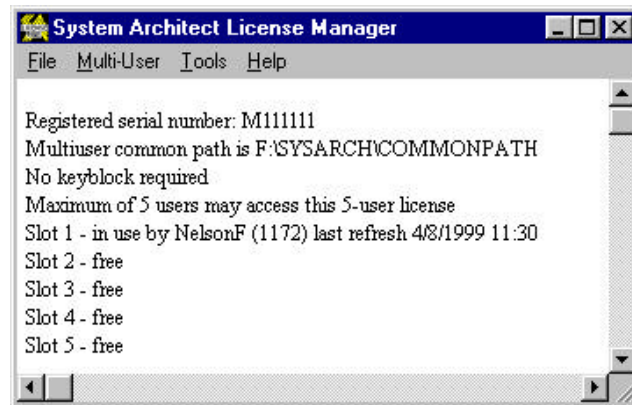 System Architect License Manager
File Multi-User Tools Help
Registered serial number: M111111
Multiuser common path is F:\SYSARCH\COMMONPATH
No keyblock required
Maximum of 5 users may access this 5-user license
Slot 1 - in use by NelsonF (1172) last refresh 4/8/1999 11:30
Slot 2 - free
Slot 3 - free
Slot 4 - free
Slot 5 - free